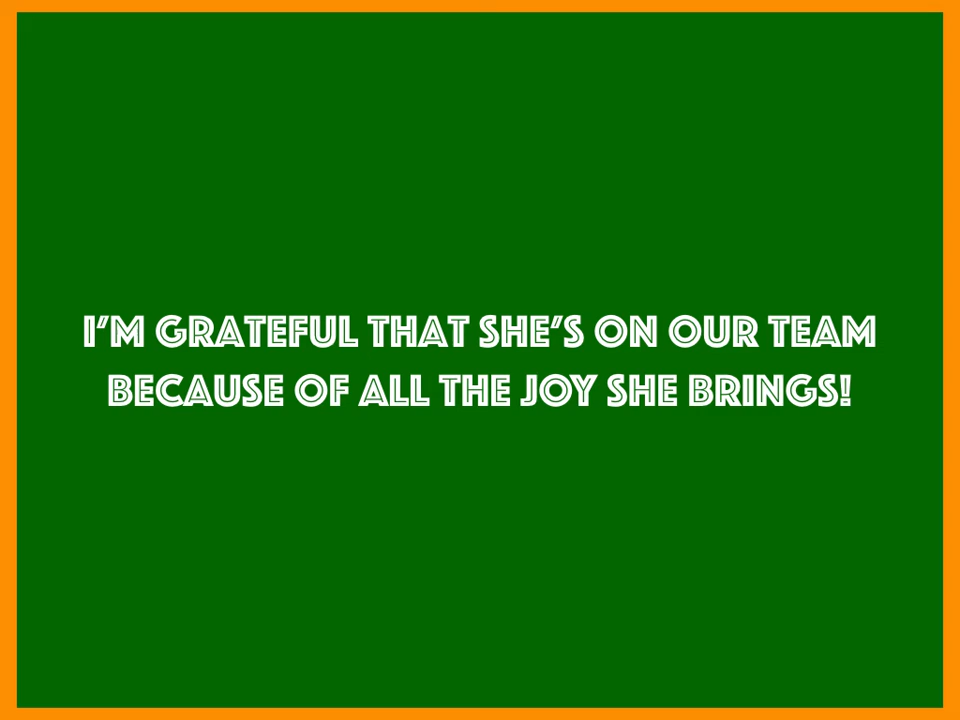 I'M GRATEFUL THAT SHE'S ON OUR TEAM
BECAUSE OF ALL THE JOY SHE BRINGS!